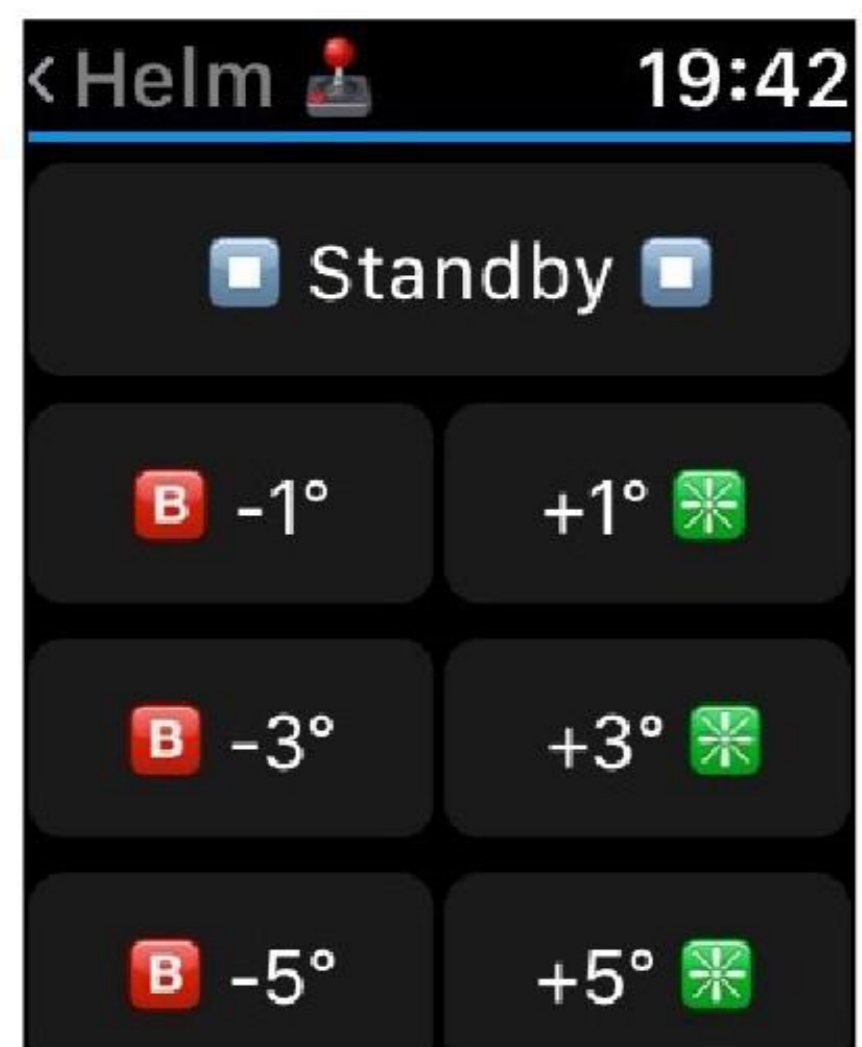 < Helm 🕹️ 19:42
⏹️ Standby ⏹️
🅱️ -1° +1° ✳️
🅱️ -3° +3° ✳️
🅱️ -5° +5° ✳️